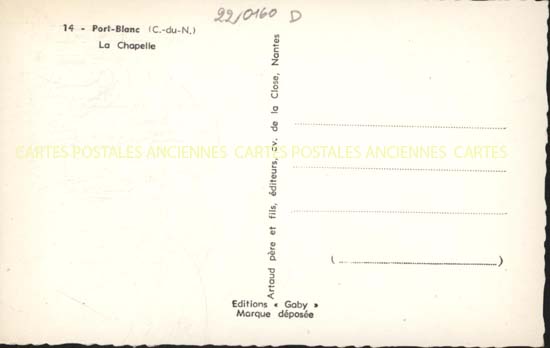 22/0160 D
14 - Port-Blanc (C.-du-N.)
La Chapelle
Artaud père et fils, éditeurs, av. de la Close, Nantes
CARTES POSTALES ANCIENNES CARTES POSTALES ANCIENNES CARTES
Editions « Gaby »
Marque déposée